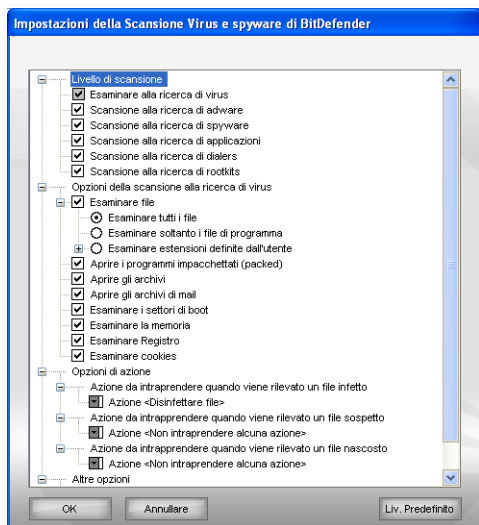 Impostazioni della Scansione Virus e spyware di BitDefender
Livello di scansione
Esaminare alla ricerca di virus
Scansione alla ricerca di adware
Scansione alla ricerca di spyware
Scansione alla ricerca di applicazioni
Scansione alla ricerca di dialers
Scansione alla ricerca di rootkits
Opzioni della scansione alla ricerca di virus
Esaminare file
Esaminare tutti i file
Esaminare soltanto i file di programma
Esaminare estensioni definite dall'utente
Aprire i programmi impacchettati (packed)
Aprire gli archivi
Aprire gli archivi di mail
Esaminare i settori di boot
Esaminare la memoria
Esaminare Registro
Esaminare cookies
Opzioni di azione
Azione da intraprendere quando viene rilevato un file infetto
Azione <Disinfettare file>
Azione da intrapprendere quando viene rilevato un file sospetto
Azione <Non intraprendere alcuna azione>
Azione da intrapprendere quando viene rilevato un file nascosto
Azione <Non intraprendere alcuna azione>
Altre opzioni
OK
Annullare
Liv. Predefinito